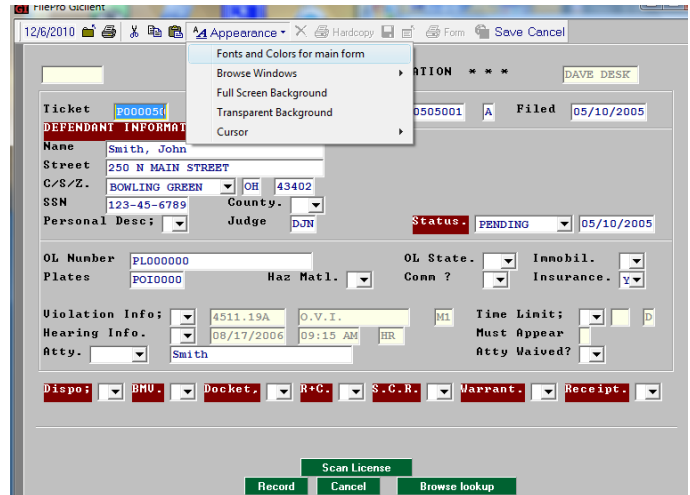 FilePro Giclient
12/6/2010 Appearance Hardcopy Form Save Cancel
Fonts and Colors for main form
Browse Windows
Full Screen Background
Transparent Background
Cursor
ATION * * * DAVE DESK
Ticket P000050 0505001 A Filed 05/10/2005
DEFENDANT INFORMAT
Name Smith, John
Street 250 N MAIN STREET
C/S/Z. BOWLING GREEN OH 43402
SSN 123-45-6789 County.
Personal Desc; Judge DJN Status. PENDING 05/10/2005
OL Number PL000000 OL State. Immobil.
Plates POI0000 Haz Matl. Comm ? Insurance. Y
Violation Info; 4511.19A O.V.I. M1 Time Limit; D
Hearing Info. 08/17/2006 09:15 AM HR Must Appear
Atty. Smith Atty Waived?
Dispo; BMV. Docket, R+C. S.C.R. Warrant. Receipt.
Scan License
Record Cancel Browse lookup